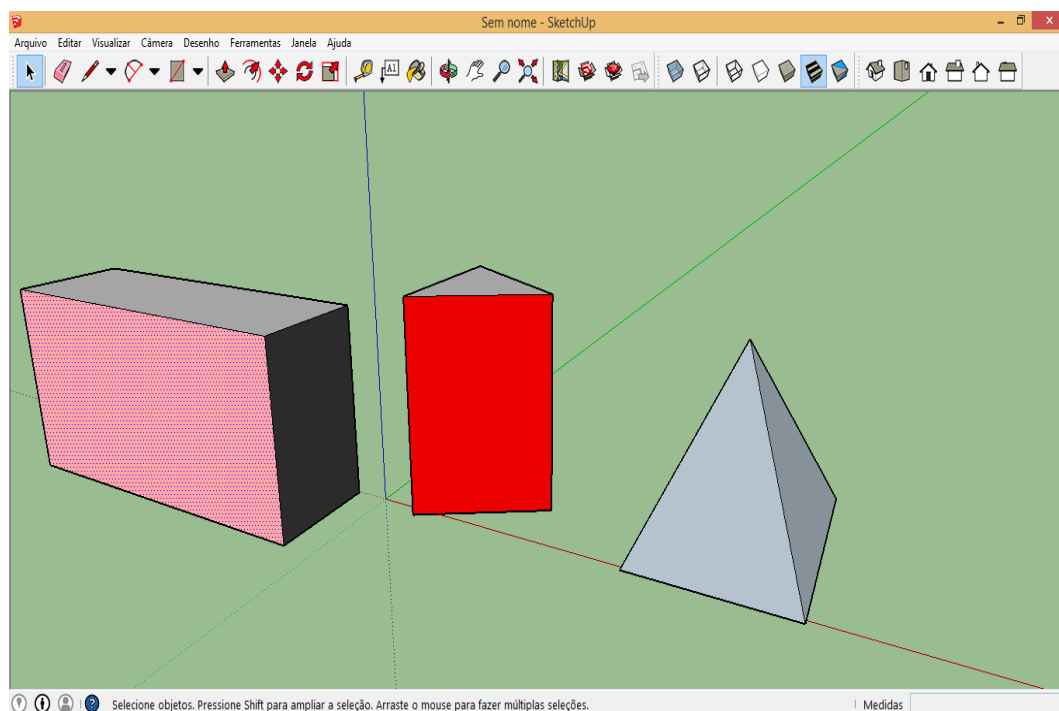 Sem nome - SketchUp
Arquivo Editar Visualizar Câmera Desenho Ferramentas Janela Ajuda
A1
Selecione objetos. Pressione Shift para ampliar a seleção. Arraste o mouse para fazer múltiplas seleções.
Medidas